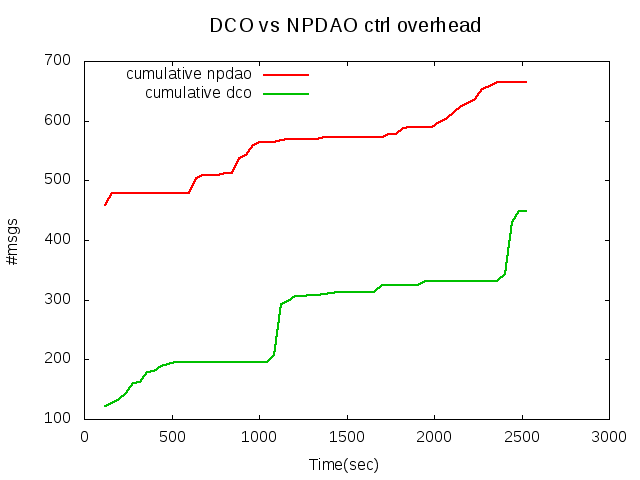 DCO vs NPDAO ctrl overhead
700
600
500
400
300
200
100
#msgs
cumulative npdao
cumulative dco
0
500
1000
1500
2000
2500
3000
Time(sec)